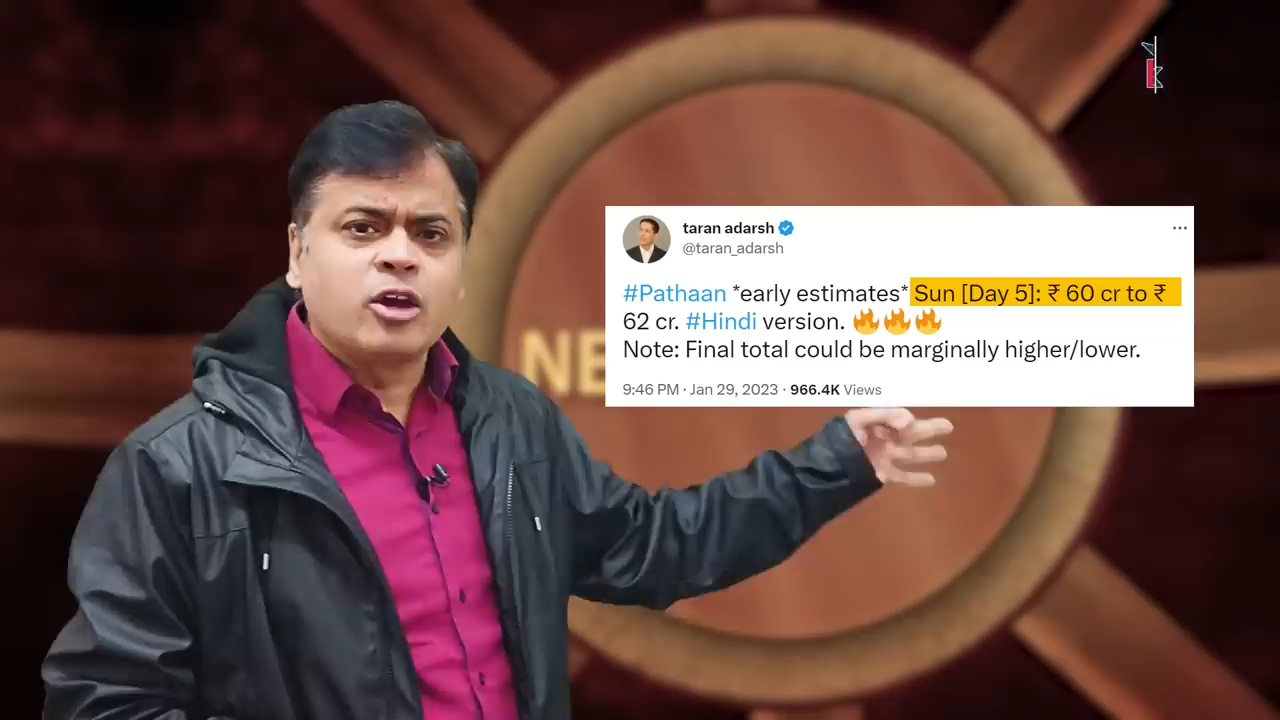 taran adarsh
@taran_adarsh
#Pathaan *early estimates* Sun [Day 5]: ₹ 60 cr to ₹
62 cr. #Hindi version. 🔥🔥🔥
Note: Final total could be marginally higher/lower.
9:46 PM · Jan 29, 2023 · 966.4K Views
NE